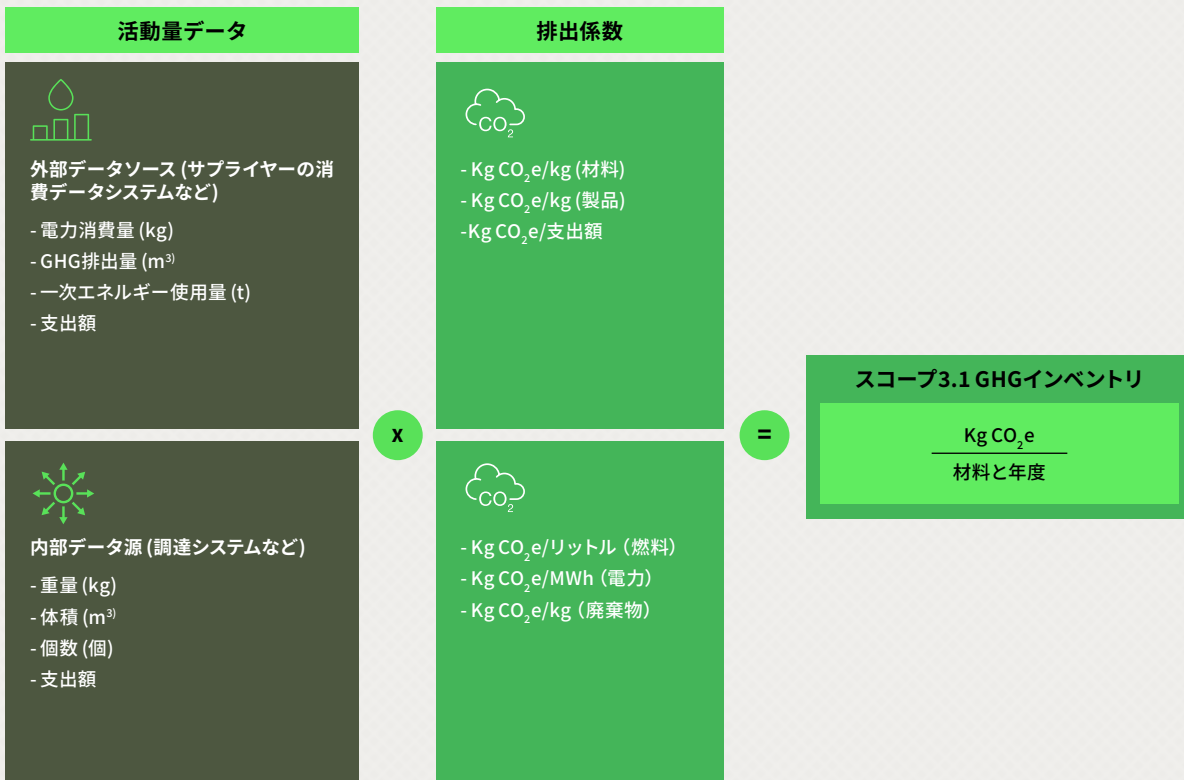 活動量データ
外部データソース (サプライヤーの消
費データシステムなど)
- 電力消費量 (kg)
- GHG排出量 (m³⁾
- 一次エネルギー使用量 (t)
- 支出額
内部データ源 (調達システムなど)
- 重量 (kg)
- 体積 (m³⁾
- 個数 (個)
- 支出額
x
排出係数
CO₂
- Kg CO₂e/kg (材料)
- Kg CO₂e/kg (製品)
-Kg CO₂e/支出額
CO₂
- Kg CO₂e/リットル（燃料）
- Kg CO₂e/MWh（電力）
- Kg CO₂e/kg（廃棄物）
=
スコープ3.1 GHGインベントリ
Kg CO₂e
材料と年度